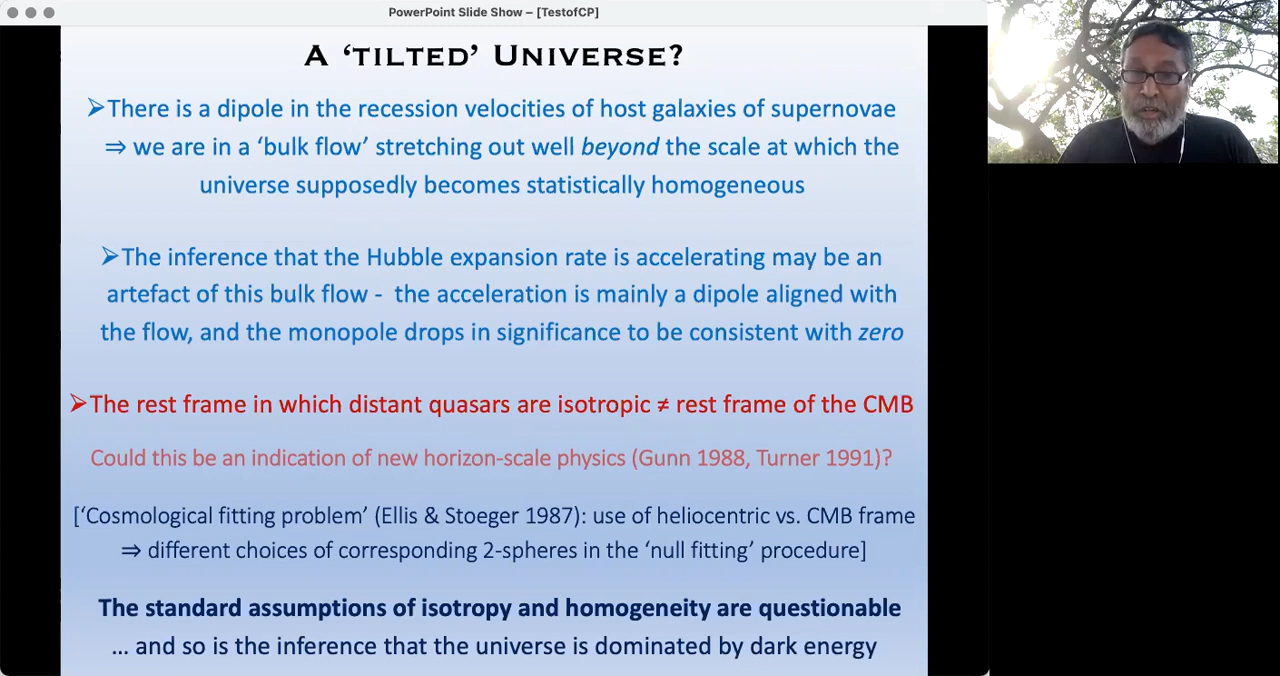 PowerPoint Slide Show – [TestofCP]
A ‘TILTED’ UNIVERSE?
➢There is a dipole in the recession velocities of host galaxies of supernovae
⇒ we are in a ‘bulk flow’ stretching out well beyond the scale at which the
universe supposedly becomes statistically homogeneous
➢The inference that the Hubble expansion rate is accelerating may be an
artefact of this bulk flow - the acceleration is mainly a dipole aligned with
the flow, and the monopole drops in significance to be consistent with zero
➢The rest frame in which distant quasars are isotropic ≠ rest frame of the CMB
Could this be an indication of new horizon-scale physics (Gunn 1988, Turner 1991)?
[‘Cosmological fitting problem’ (Ellis & Stoeger 1987): use of heliocentric vs. CMB frame
⇒ different choices of corresponding 2-spheres in the ‘null fitting’ procedure]
The standard assumptions of isotropy and homogeneity are questionable
... and so is the inference that the universe is dominated by dark energy